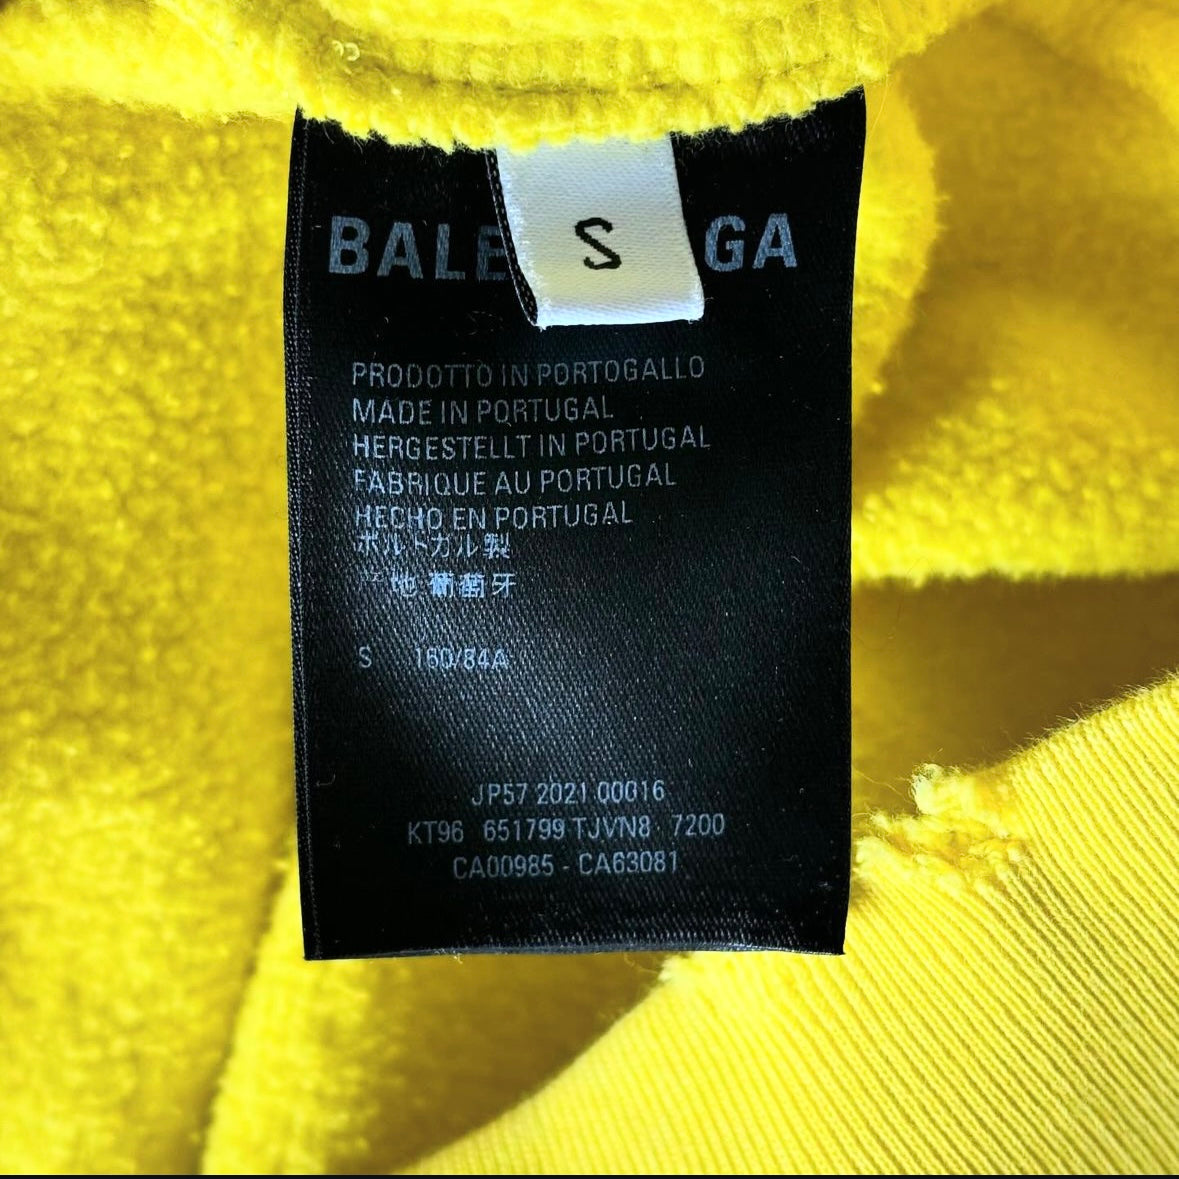 BALE GA
S
PRODOTTO IN PORTOGALLO
MADE IN PORTUGAL
HERGESTELLT IN PORTUGAL
FABRIQUE AU PORTUGAL
HECHO EN PORTUGAL
ポルトカル製
地 葡萄牙
S 160/84A
JP57 2021 00016
KT96 651799 TJVN8 7200
CA00985 - CA63081